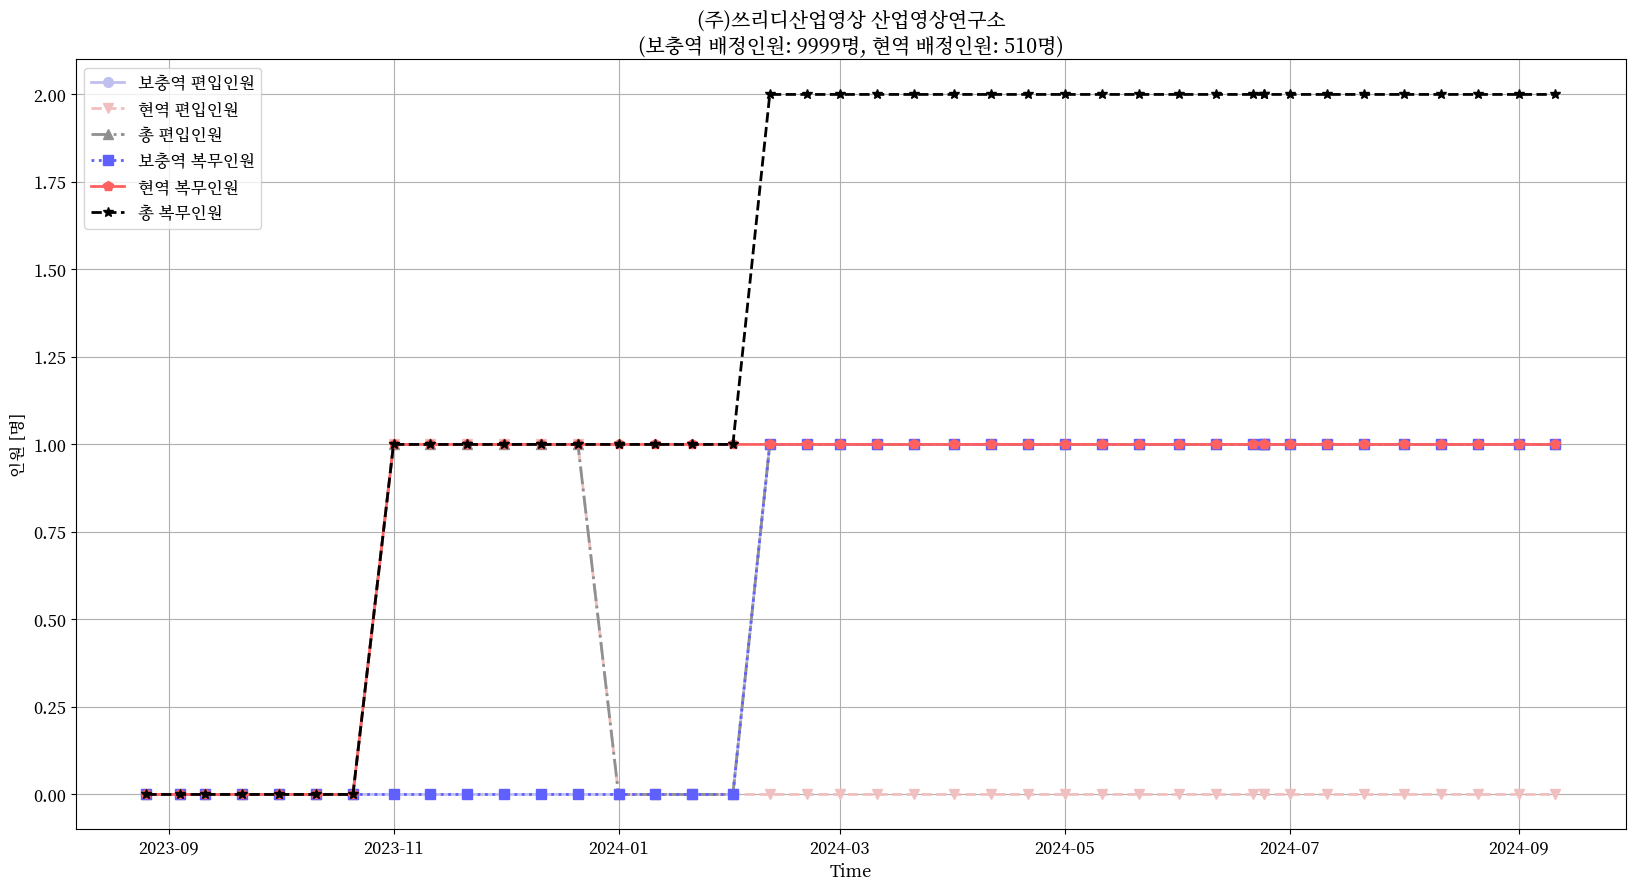 (주)쓰리디산업영상 산업영상연구소
(보충역 배정인원: 9999명, 현역 배정인원: 510명)
보충역 편입인원
현역 편입인원
총 편입인원
보충역 복무인원
현역 복무인원
총 복무인원
2.00
1.75
1.50
1.25
1.00
0.75
0.50
0.25
0.00
인원 [명]
2023-09 2023-11 2024-01 2024-03 2024-05 2024-07 2024-09
Time